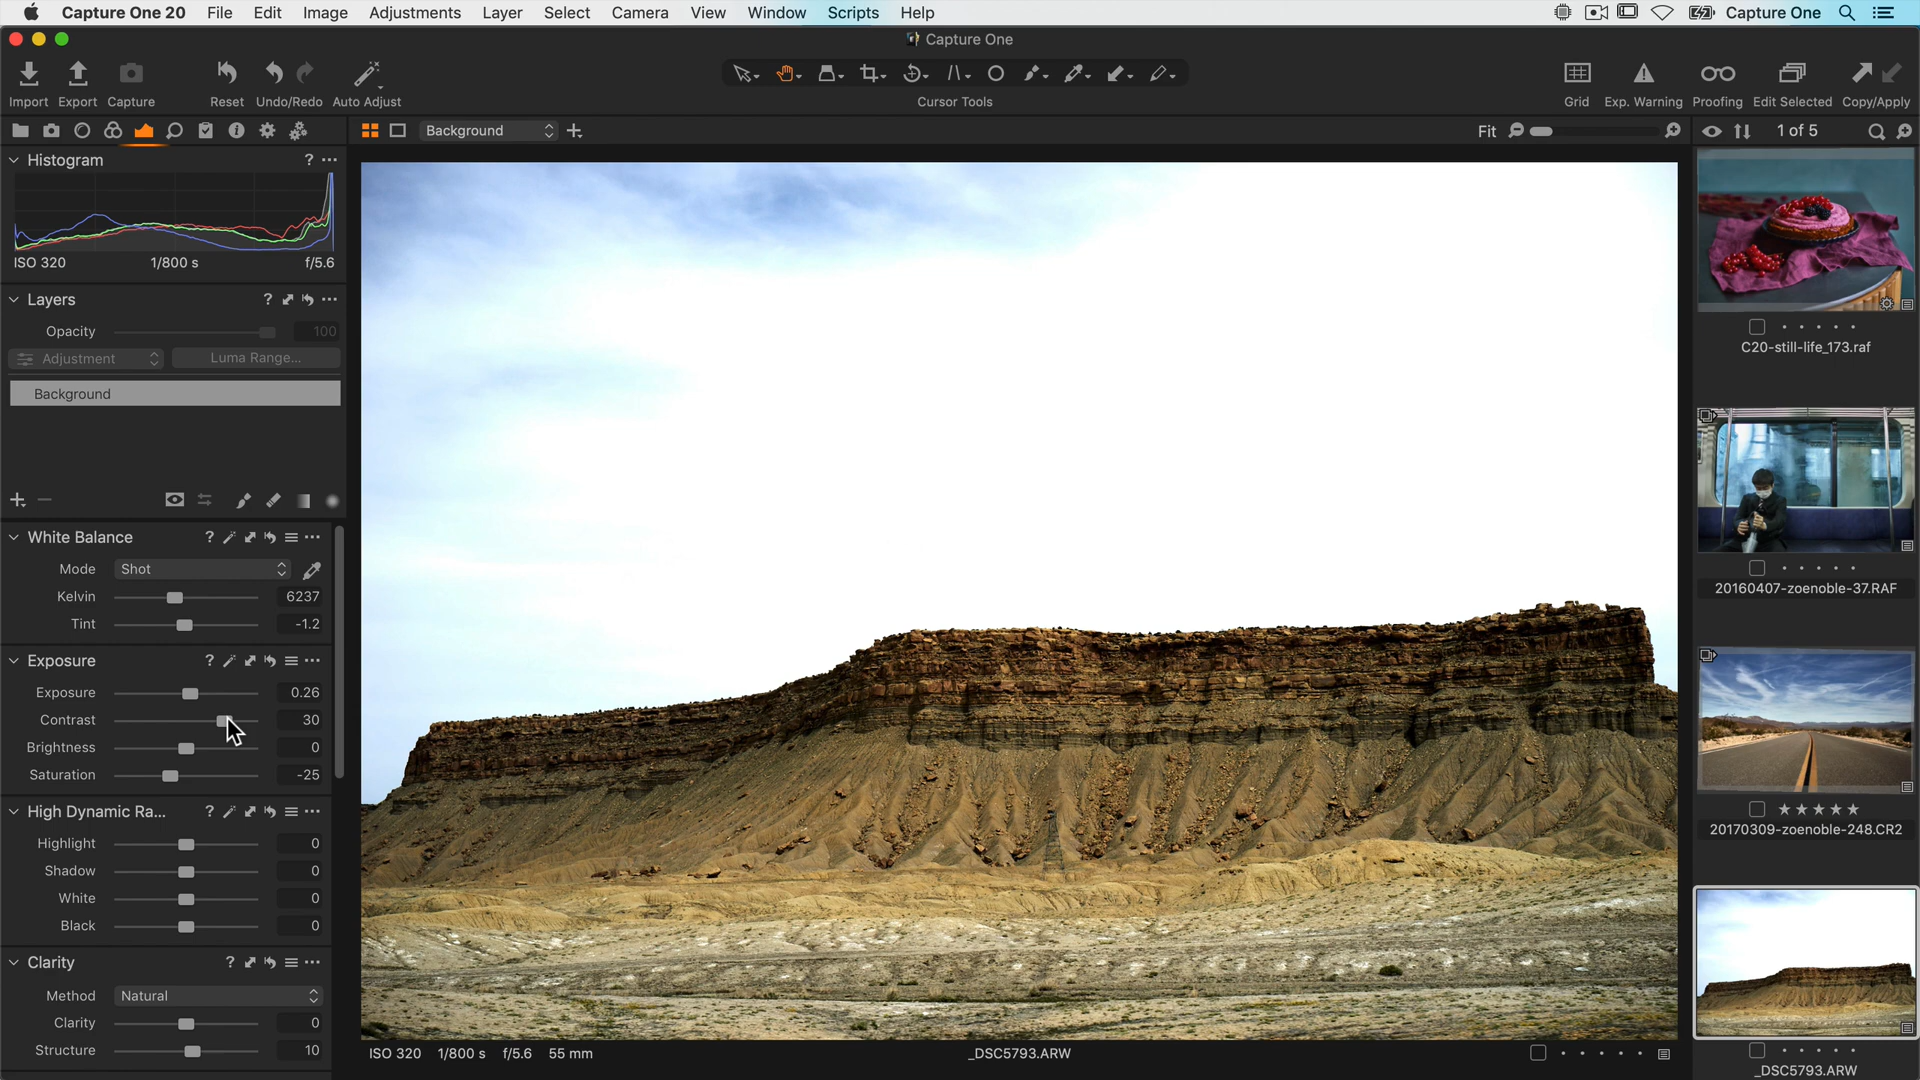 Capture One 20 File Edit Image Adjustments Layer Select Camera View Window Scripts Help Capture One
Capture One
Import Export Capture Reset Undo/Redo Auto Adjust Cursor Tools Grid Exp. Warning Proofing Edit Selected Copy/Apply
Background Fit 1 of 5
Histogram ?
ISO 320 1/800 s f/5.6
Layers ?
Opacity 100
Adjustment Luma Range...
Background
White Balance ?
Mode Shot
Kelvin 6237
Tint -1.2
Exposure ?
Exposure 0.26
Contrast 30
Brightness 0
Saturation -25
High Dynamic Ra... ?
Highlight 0
Shadow 0
White 0
Black 0
Clarity ?
Method Natural
Clarity 0
Structure 10
ISO 320 1/800 s f/5.6 55 mm _DSC5793.ARW
C20-still-life_173.raf
20160407-zoenoble-37.RAF
20170309-zoenoble-248.CR2
_DSC5793.ARW